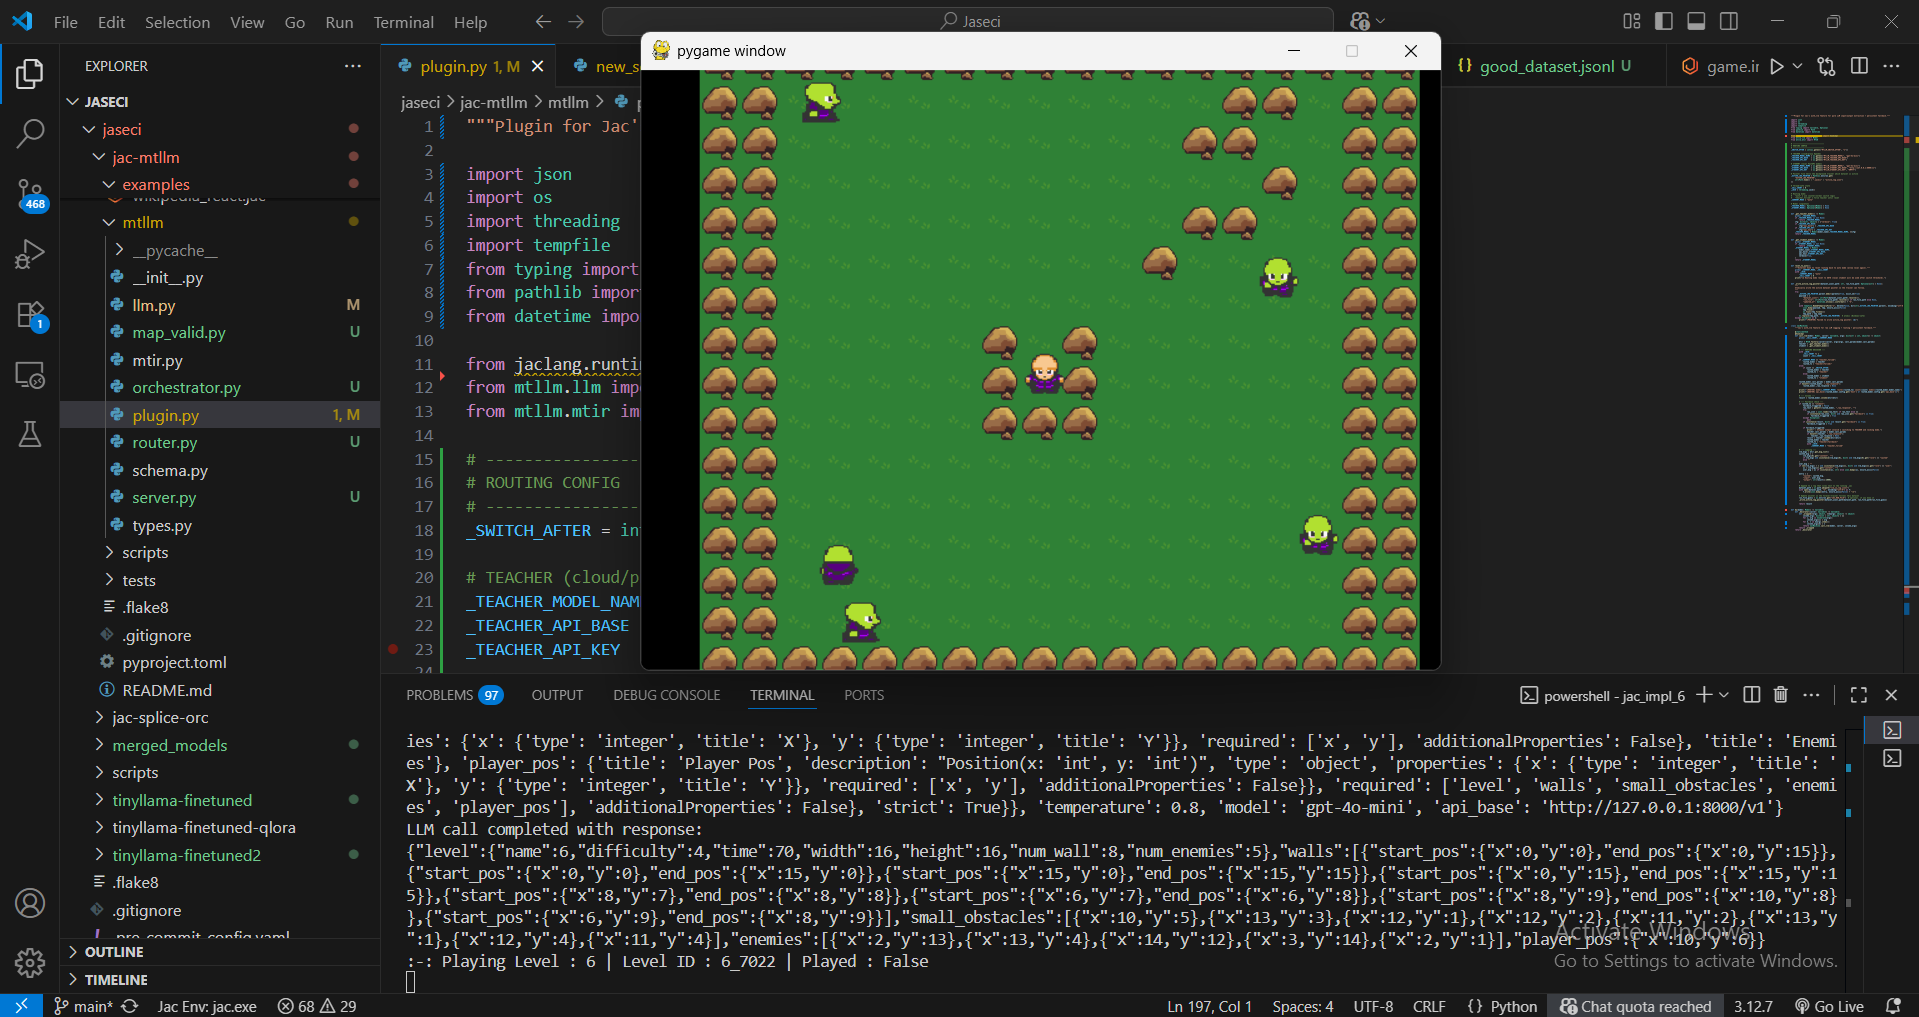 File Edit Selection View Go Run Terminal Help
Jaseci
pygame window
EXPLORER
JASECI
jaseci
jac-mtllm
examples
wikipedia_react.jac
mtllm
__pycache__
__init__.py
llm.py M
map_valid.py U
mtir.py
orchestrator.py U
plugin.py 1, M
router.py U
schema.py
server.py U
types.py
scripts
tests
.flake8
.gitignore
pyproject.toml
README.md
jac-splice-orc
merged_models
scripts
tinyllama-finetuned
tinyllama-finetuned-qlora
tinyllama-finetuned2
.flake8
.gitignore
.pre-commit-config.yaml
OUTLINE
TIMELINE
468
1
plugin.py 1, M
new_s
good_dataset.jsonl U
game.ir
jaseci > jac-mtllm > mtllm >
1 """Plugin for Jac'
2
3 import json
4 import os
5 import threading
6 import tempfile
7 from typing import
8 from pathlib impor
9 from datetime impo
10
11 from jaclang.runti
12 from mtllm.llm imp
13 from mtllm.mtir im
14
15 # ----------------
16 # ROUTING CONFIG
17 # ----------------
18 _SWITCH_AFTER = in
19
20 # TEACHER (cloud/p
21 _TEACHER_MODEL_NAM
22 _TEACHER_API_BASE
23 _TEACHER_API_KEY
24
PROBLEMS 97 OUTPUT DEBUG CONSOLE TERMINAL PORTS
powershell - jac_impl_6
ies': {'x': {'type': 'integer', 'title': 'X'}, 'y': {'type': 'integer', 'title': 'Y'}}, 'required': ['x', 'y'], 'additionalProperties': False}, 'title': 'Enemi
es'}, 'player_pos': {'title': 'Player Pos', 'description': "Position(x: 'int', y: 'int')", 'type': 'object', 'properties': {'x': {'type': 'integer', 'title': '
X'}, 'y': {'type': 'integer', 'title': 'Y'}}, 'required': ['x', 'y'], 'additionalProperties': False}}, 'required': ['level', 'walls', 'small_obstacles', 'enemi
es', 'player_pos'], 'additionalProperties': False}, 'strict': True}}, 'temperature': 0.8, 'model': 'gpt-4o-mini', 'api_base': 'http://127.0.0.1:8000/v1'}
LLM call completed with response:
{"level":{"name":6,"difficulty":4,"time":70,"width":16,"height":16,"num_wall":8,"num_enemies":5},"walls":[{"start_pos":{"x":0,"y":0},"end_pos":{"x":0,"y":15}},
{"start_pos":{"x":0,"y":0},"end_pos":{"x":15,"y":0}},{"start_pos":{"x":15,"y":0},"end_pos":{"x":15,"y":15}},{"start_pos":{"x":0,"y":15},"end_pos":{"x":15,"y":1
5}},{"start_pos":{"x":8,"y":7},"end_pos":{"x":8,"y":8}},{"start_pos":{"x":6,"y":7},"end_pos":{"x":6,"y":8}},{"start_pos":{"x":8,"y":9},"end_pos":{"x":10,"y":8}
},{"start_pos":{"x":6,"y":9},"end_pos":{"x":8,"y":9}}],"small_obstacles":[{"x":10,"y":5},{"x":13,"y":3},{"x":12,"y":1},{"x":12,"y":2},{"x":11,"y":2},{"x":13,"y
":1},{"x":12,"y":4},{"x":11,"y":4}],"enemies":[{"x":2,"y":13},{"x":13,"y":4},{"x":14,"y":12},{"x":3,"y":14},{"x":2,"y":1}],"player_pos":{"x":10,"y":6}}
:-: Playing Level : 6 | Level ID : 6_7022 | Played : False
Activate Windows
Go to Settings to activate Windows.
main* Jac Env: jac.exe 68 29
Ln 197, Col 1 Spaces: 4 UTF-8 CRLF {} Python Chat quota reached 3.12.7 Go Live